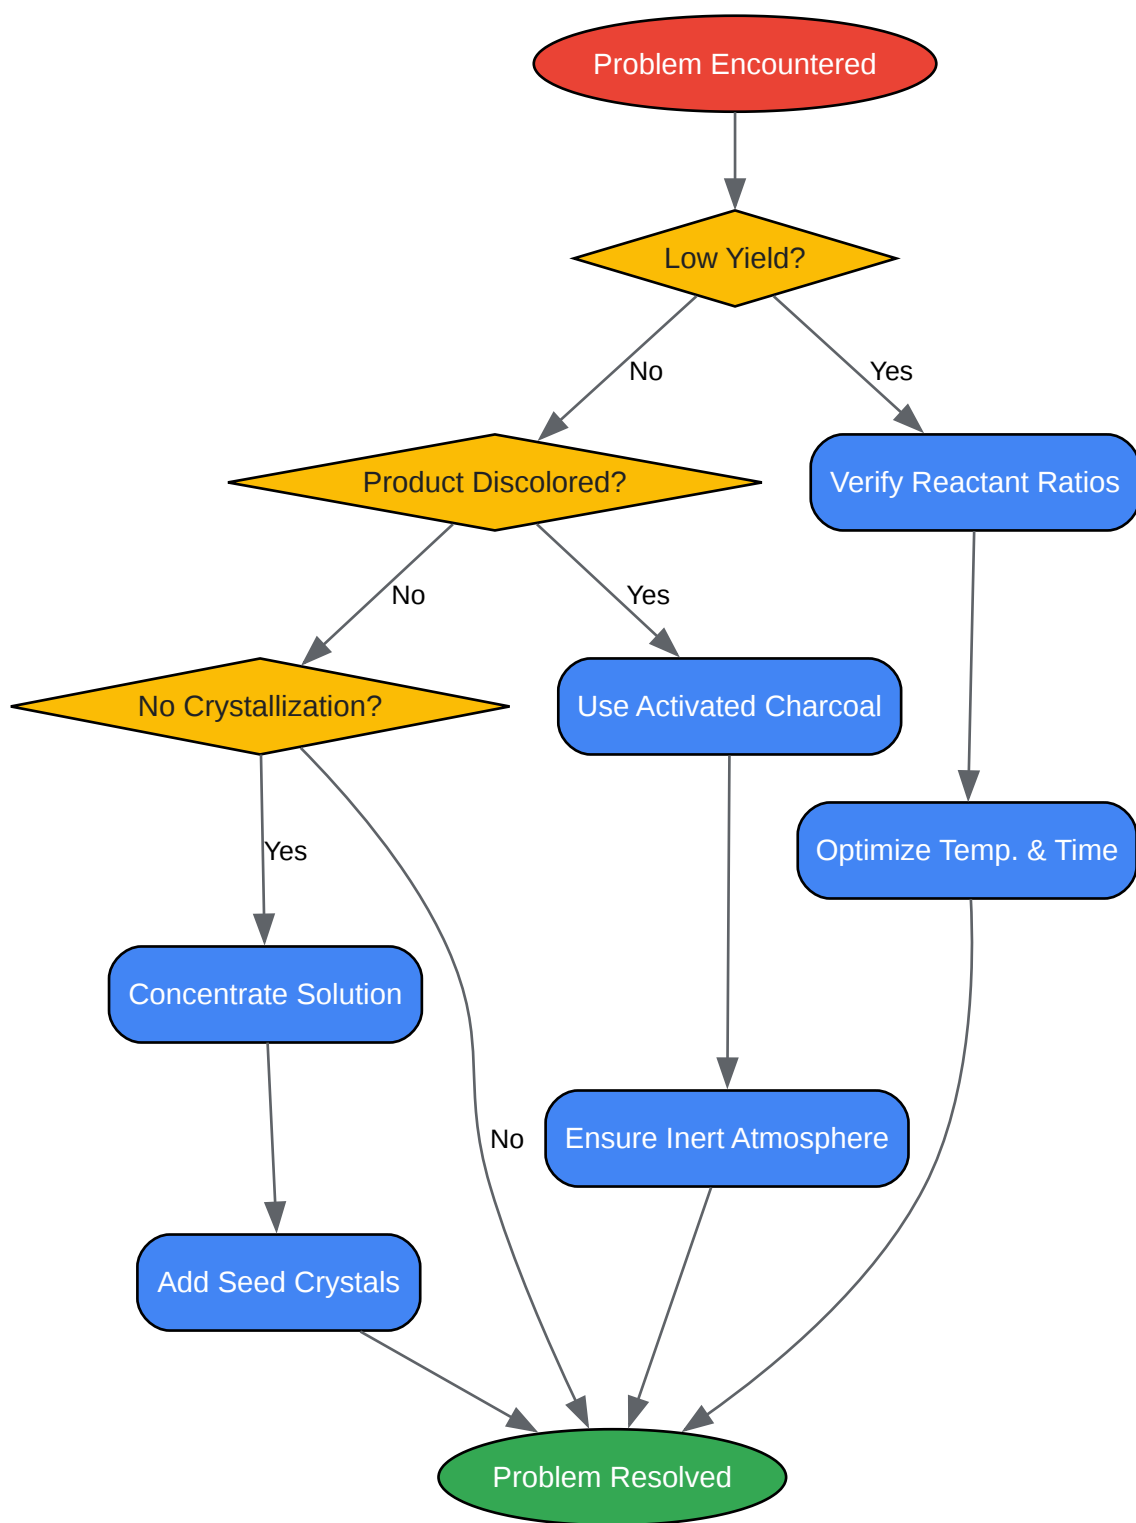 Problem Encountered
Low Yield?
No
Yes
Product Discolored?
Verify Reactant Ratios
No
Yes
No Crystallization?
Use Activated Charcoal
Yes
Optimize Temp. & Time
Concentrate Solution
No
Ensure Inert Atmosphere
Add Seed Crystals
Problem Resolved